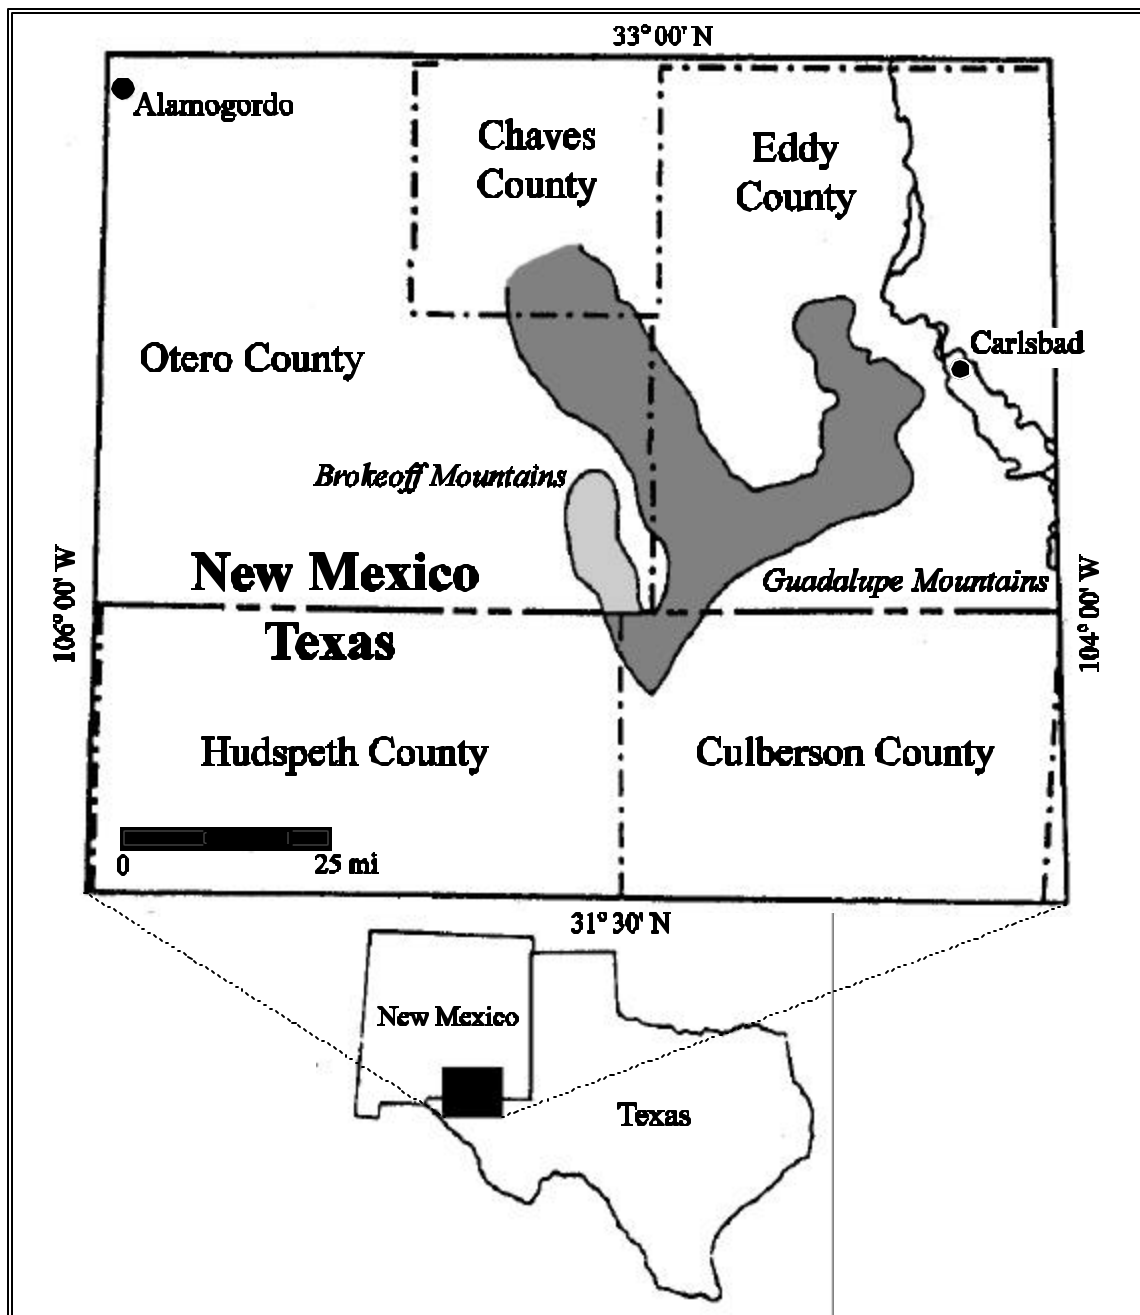 33° 00' N
Alamogordo
Chaves
County
Eddy
County
Otero County
Carlsbad
Brokeoff Mountains
New Mexico
Guadalupe Mountains
106° 00' W
104° 00' W
Texas
Hudspeth County
Culberson County
0
25 mi
31° 30' N
New Mexico
Texas